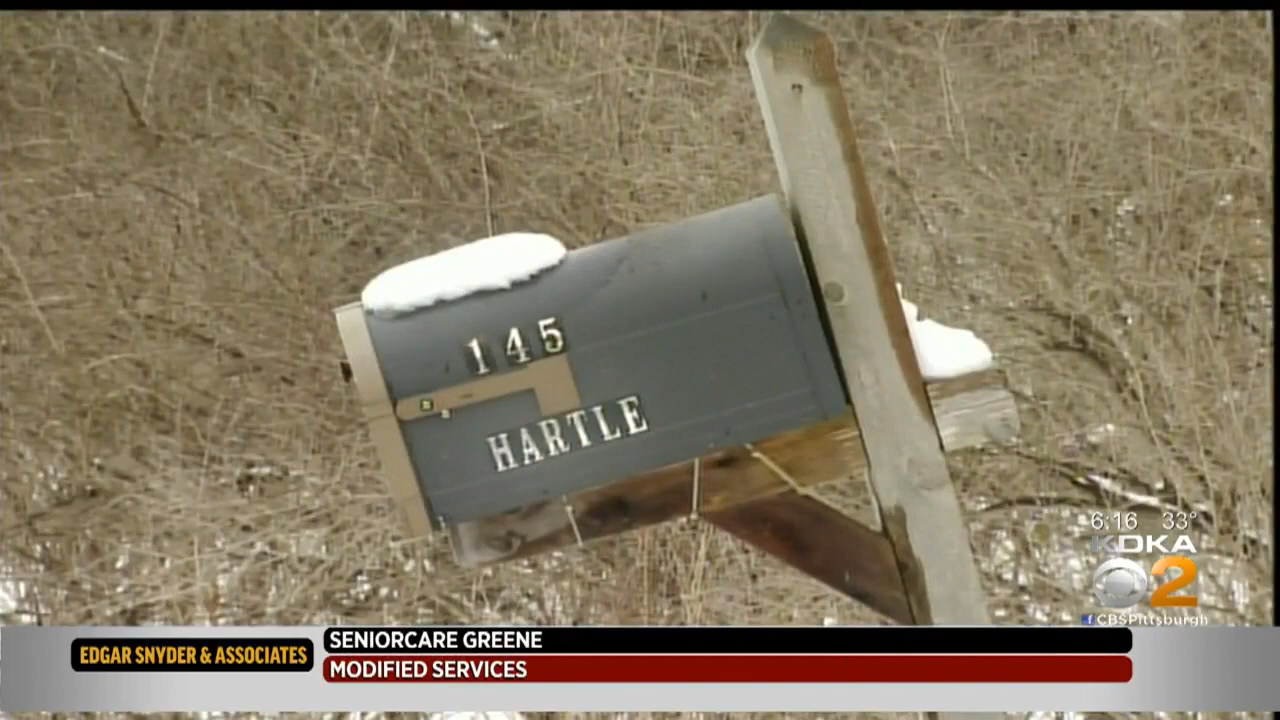 145
HARTLE
6:16 33°
KDKA
2
CBSPittsburgh
EDGAR SNYDER & ASSOCIATES
SENIORCARE GREENE
MODIFIED SERVICES